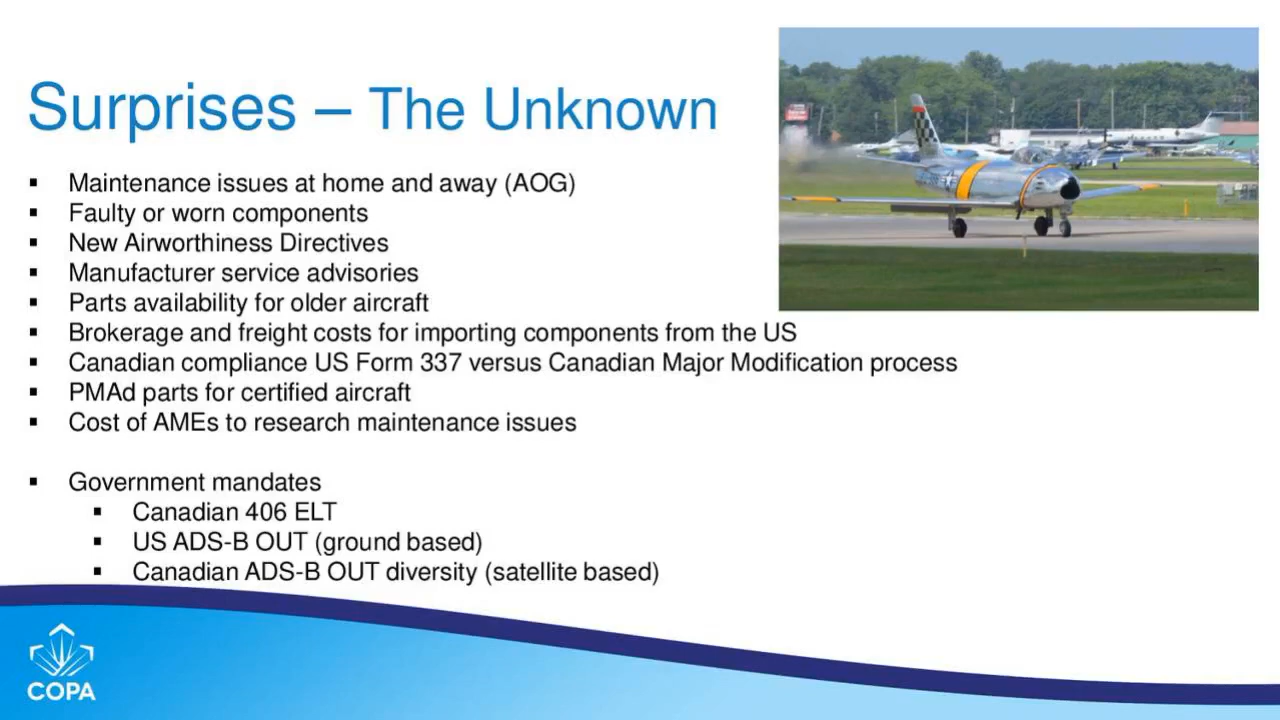 Surprises – The Unknown
▪ Maintenance issues at home and away (AOG)
▪ Faulty or worn components
▪ New Airworthiness Directives
▪ Manufacturer service advisories
▪ Parts availability for older aircraft
▪ Brokerage and freight costs for importing components from the US
▪ Canadian compliance US Form 337 versus Canadian Major Modification process
▪ PMAd parts for certified aircraft
▪ Cost of AMEs to research maintenance issues
▪ Government mandates
▪ Canadian 406 ELT
▪ US ADS-B OUT (ground based)
▪ Canadian ADS-B OUT diversity (satellite based)
COPA